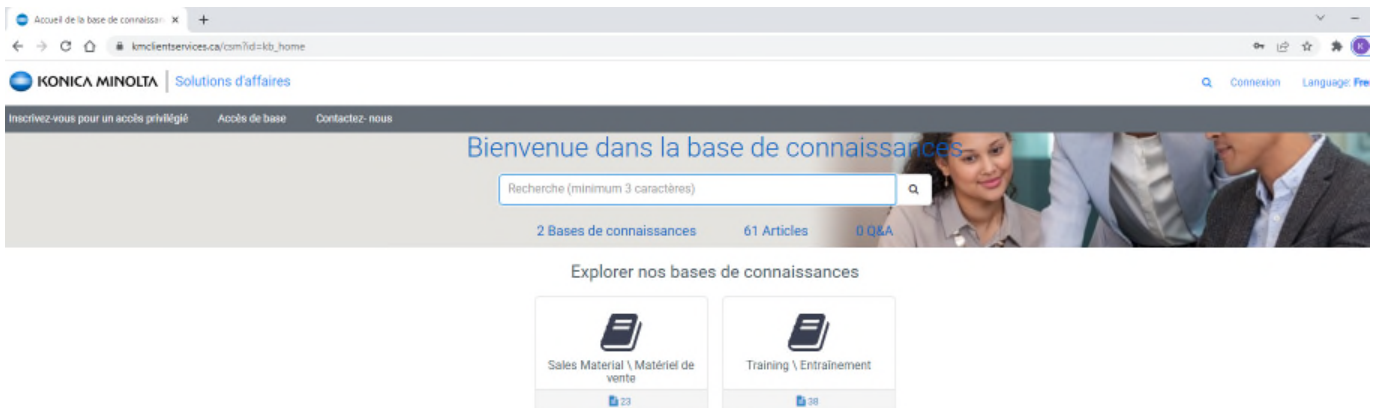 Accueil de la base de connaissan
kmclientservices.ca/csm?id=kb_home
KONICA MINOLTA Solutions d'affaires
Connexion Language: Fre
Inscrivez-vous pour un accès privilégié Accès de base Contactez- nous
Bienvenue dans la base de connaissances
Recherche (minimum 3 caractères)
2 Bases de connaissances 61 Articles 0 Q&A
Explorer nos bases de connaissances
Sales Material \ Matériel de
vente
23
Training \ Entraînement
38